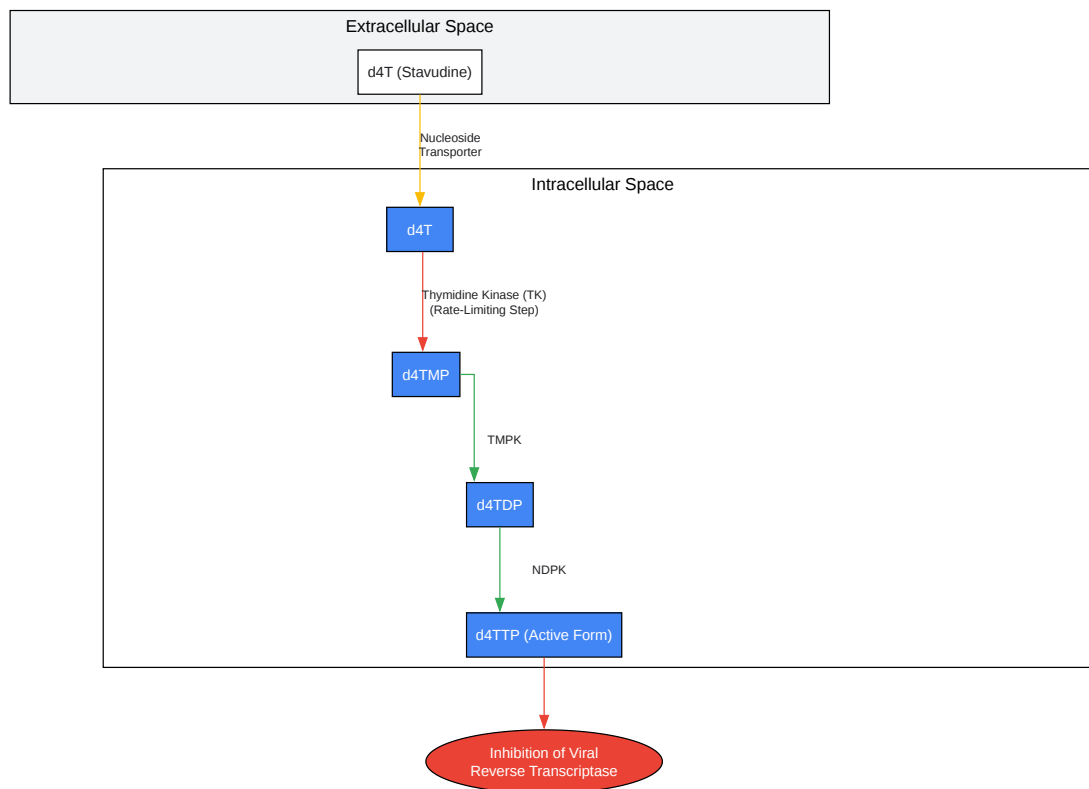 Extracellular Space
d4T (Stavudine)
Nucleoside
Transporter
Intracellular Space
d4T
Thymidine Kinase (TK)
(Rate-Limiting Step)
d4TMP
TMPK
d4TDP
NDPK
d4TTP (Active Form)
Inhibition of Viral
Reverse Transcriptase